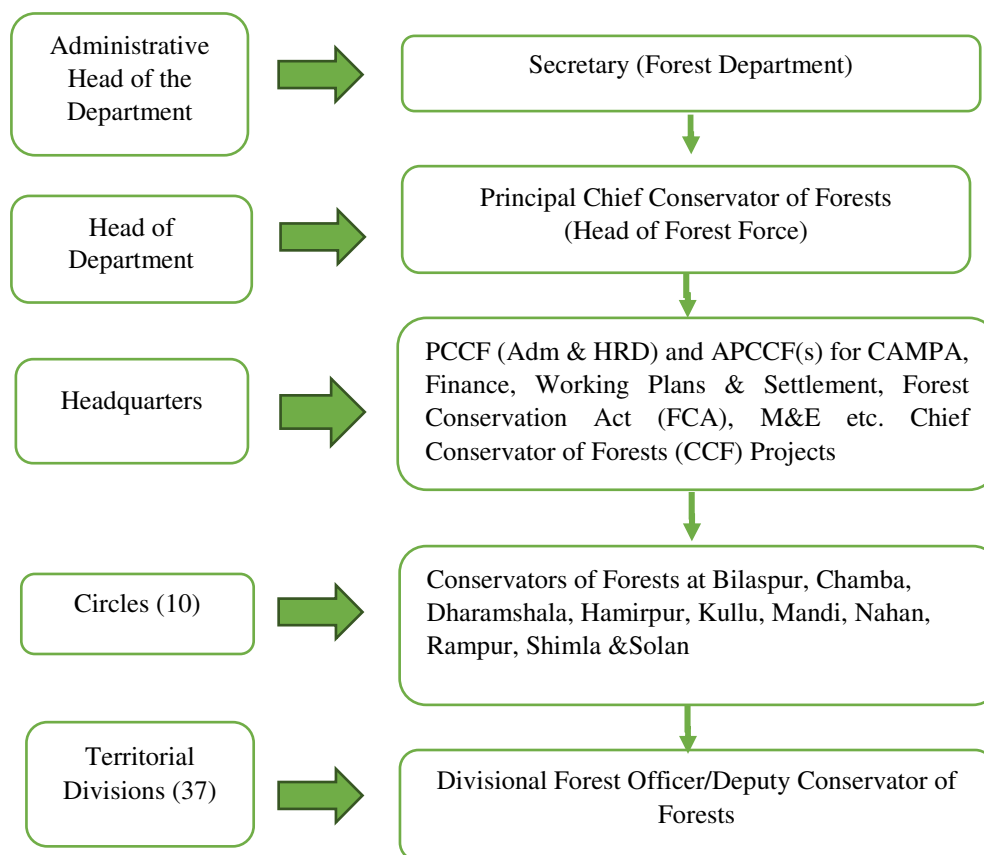 Administrative
Head of the
Department
Secretary (Forest Department)
Head of
Department
Principal Chief Conservator of Forests
(Head of Forest Force)
Headquarters
PCCF (Adm & HRD) and APCCF(s) for CAMPA,
Finance, Working Plans & Settlement, Forest
Conservation Act (FCA), M&E etc. Chief
Conservator of Forests (CCF) Projects
Circles (10)
Conservators of Forests at Bilaspur, Chamba,
Dharamshala, Hamirpur, Kullu, Mandi, Nahan,
Rampur, Shimla &Solan
Territorial
Divisions (37)
Divisional Forest Officer/Deputy Conservator of
Forests